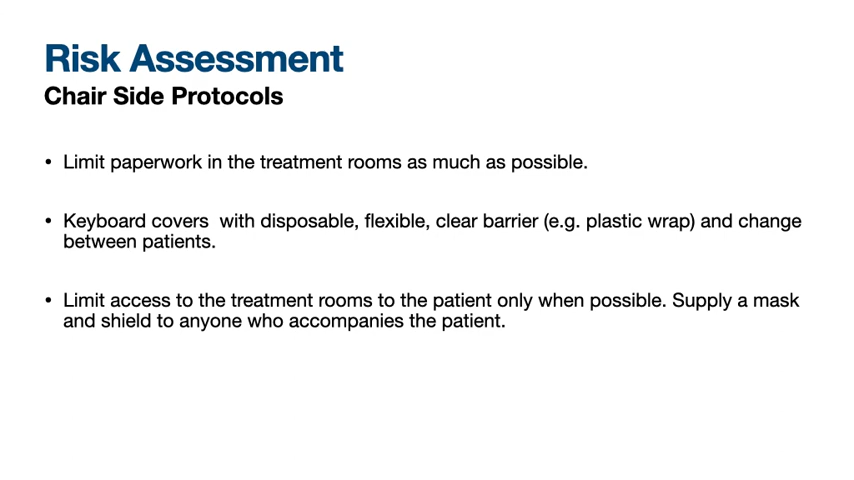 Risk Assessment
Chair Side Protocols
• Limit paperwork in the treatment rooms as much as possible.
• Keyboard covers  with disposable, flexible, clear barrier (e.g. plastic wrap) and change
between patients.
• Limit access to the treatment rooms to the patient only when possible. Supply a mask
and shield to anyone who accompanies the patient.